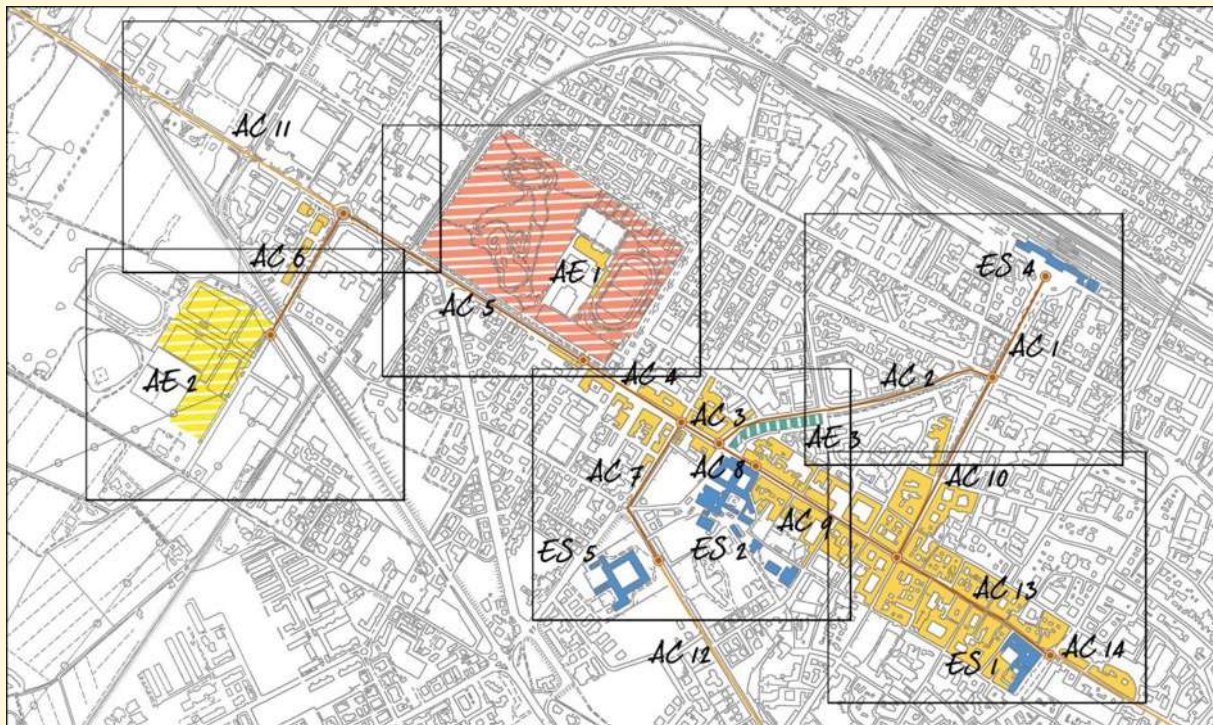 AC 11
AC 6
AE 1
ES 4
AC 5
AC 1
AE 2
AC 4
AC 2
AC 3
AE 3
AC 7
AC 8
AC 10
AC 9
ES 5
ES 2
AC 13
AC 12
ES 1
AC 14